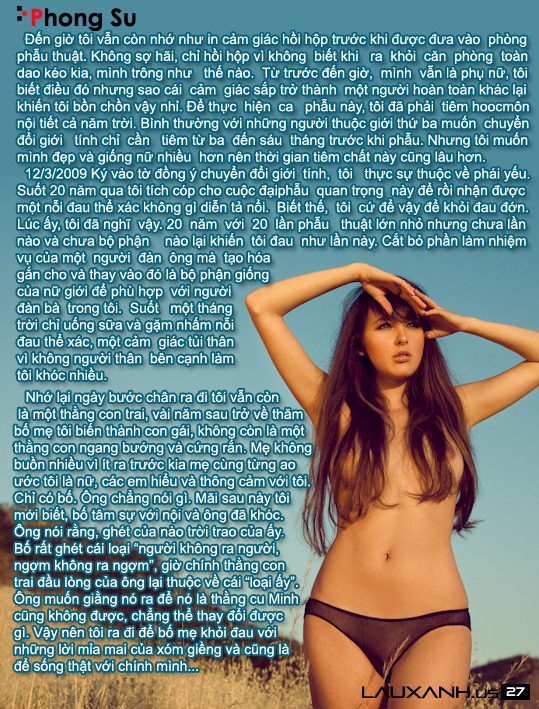 Phong Su
Đến giờ tôi vẫn còn nhớ như in cảm giác hồi hộp trước khi được đưa vào phòng
phẫu thuật. Không sợ hãi, chỉ hồi hộp vì không biết khi ra khỏi căn phòng toàn
dao kéo kia, mình trông như thế nào. Từ trước đến giờ, mình vẫn là phụ nữ, tôi
biết điều đó nhưng sao cái cảm giác sắp trở thành một người hoàn toàn khác lại
khiến tôi bồn chồn vậy nhỉ. Để thực hiện ca phẫu này, tôi đã phải tiêm hoocmôn
nội tiết cả năm trời. Bình thường với những người thuộc giới thứ ba muốn chuyển
đổi giới tính chỉ cần tiêm từ ba đến sáu tháng trước khi phẫu. Nhưng tôi muốn
mình đẹp và giống nữ nhiều hơn nên thời gian tiêm chất này cũng lâu hơn.
12/3/2009 Ký vào tờ đồng ý chuyển đổi giới tính, tôi thực sự thuộc về phái yếu.
Suốt 20 năm qua tôi tích cóp cho cuộc đạiphẫu quan trọng này để rồi nhận được
một nỗi đau thể xác không gì diễn tả nổi. Biết thế, tôi cứ để vậy để khỏi đau đớn.
Lúc ấy, tôi đã nghĩ vậy. 20 năm với 20 lần phẫu thuật lớn nhỏ nhưng chưa lần
nào và chưa bộ phận nào lại khiến tôi đau như lần này. Cắt bỏ phần làm nhiệm
vụ của một người đàn ông mà tạo hóa
gắn cho và thay vào đó là bộ phận giống
của nữ giới để phù hợp với người
đàn bà trong tôi. Suốt một tháng
trời chỉ uống sữa và gặm nhấm nỗi
đau thể xác, một cảm giác tủi thân
vì không người thân bên cạnh làm
tôi khóc nhiều.
Nhớ lại ngày bước chân ra đi tôi vẫn còn
là một thằng con trai, vài năm sau trở về thăm
bố mẹ tôi biến thành con gái, không còn là một
thằng con ngang bướng và cứng rắn. Mẹ không
buồn nhiều vì ít ra trước kia mẹ cũng từng ao
ước tôi là nữ, các em hiểu và thông cảm với tôi.
Chỉ có bố. Ông chẳng nói gì. Mãi sau này tôi
mới biết, bố tâm sự với nội và ông đã khóc.
Ông nói rằng, ghét của nào trời trao của ấy.
Bố rất ghét cái loại “người không ra người,
ngợm không ra ngợm”, giờ chính thằng con
trai đầu lòng của ông lại thuộc về cái “loại ấy”.
Ông muốn giằng nó ra để nó là thằng cu Minh
cũng không được, chẳng thể thay đổi được
gì. Vậy nên tôi ra đi để bố mẹ khỏi đau với
những lời mỉa mai của xóm giềng và cũng là
để sống thật với chính mình...
LAUXANH.US 27